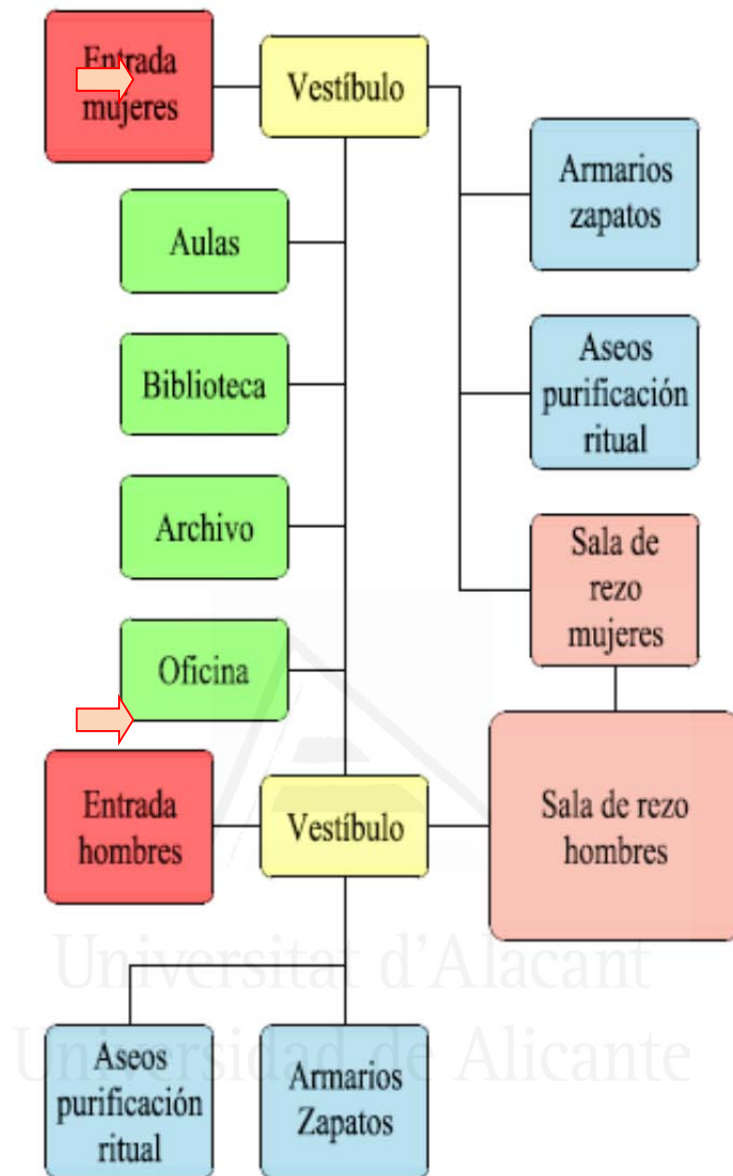 Entrada
mujeres
Vestíbulo
Armarios
zapatos
Aulas
Aseos
purificación
ritual
Biblioteca
Archivo
Sala de
rezo
mujeres
Oficina
Entrada
hombres
Vestíbulo
Sala de rezo
hombres
Universitat d'Alacant
Universidad de Alicante
Aseos
purificación
ritual
Armarios
Zapatos